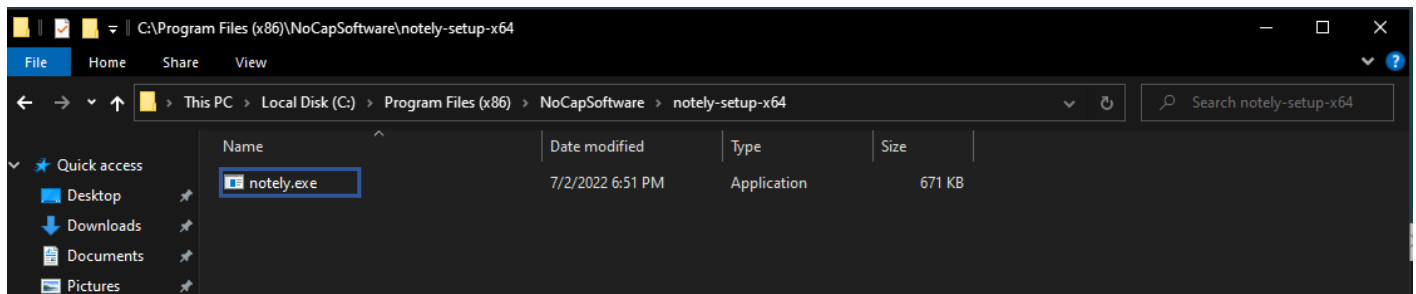 C:\Program Files (x86)\NoCapSoftware\notely-setup-x64
File Home Share View
This PC > Local Disk (C:) > Program Files (x86) > NoCapSoftware > notely-setup-x64 Search notely-setup-x64
Name Date modified Type Size
Quick access
notely.exe 7/2/2022 6:51 PM Application 671 KB
Desktop
Downloads
Documents
Pictures